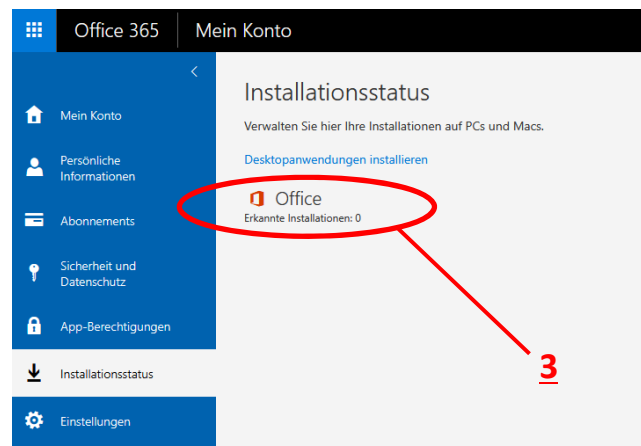 Office 365
Mein Konto
Mein Konto
Persönliche
Informationen
Abonnements
Sicherheit und
Datenschutz
App-Berechtigungen
Installationsstatus
Einstellungen
Installationsstatus
Verwalten Sie hier Ihre Installationen auf PCs und Macs.
Desktopanwendungen installieren
Office
Erkannte Installationen: 0
3